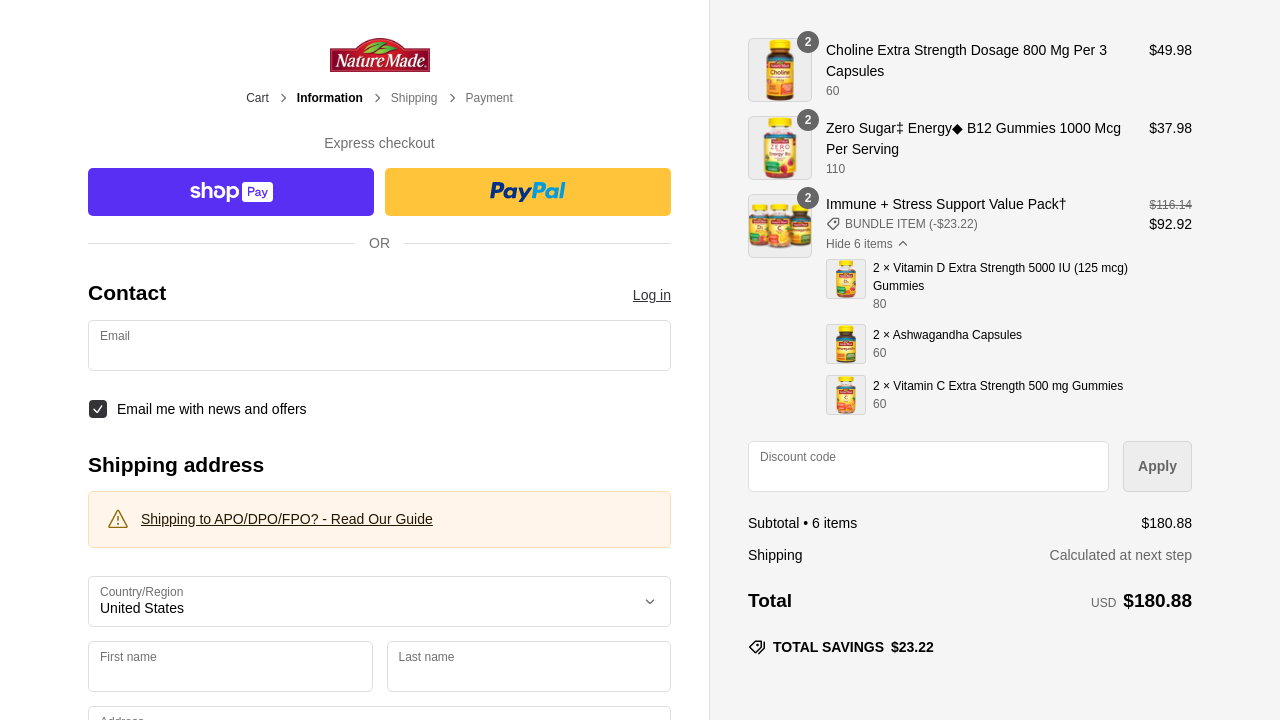 Nature Made
Cart
Information
Shipping
Payment
Express checkout
shop Pay
PayPal
OR
Contact
Log in
Email
Email me with news and offers
Shipping address
Shipping to APO/DPO/FPO? - Read Our Guide
Country/Region
United States
First name
Last name
Address
2
Choline Extra Strength Dosage 800 Mg Per 3
Capsules
60
$49.98
2
Zero Sugar‡ Energy◆ B12 Gummies 1000 Mcg
Per Serving
110
$37.98
2
Immune + Stress Support Value Pack†
BUNDLE ITEM (-$23.22)
Hide 6 items
$116.14
$92.92
2 × Vitamin D Extra Strength 5000 IU (125 mcg)
Gummies
80
2 × Ashwagandha Capsules
60
2 × Vitamin C Extra Strength 500 mg Gummies
60
Discount code
Apply
Subtotal • 6 items
$180.88
Shipping
Calculated at next step
Total
USD $180.88
TOTAL SAVINGS $23.22